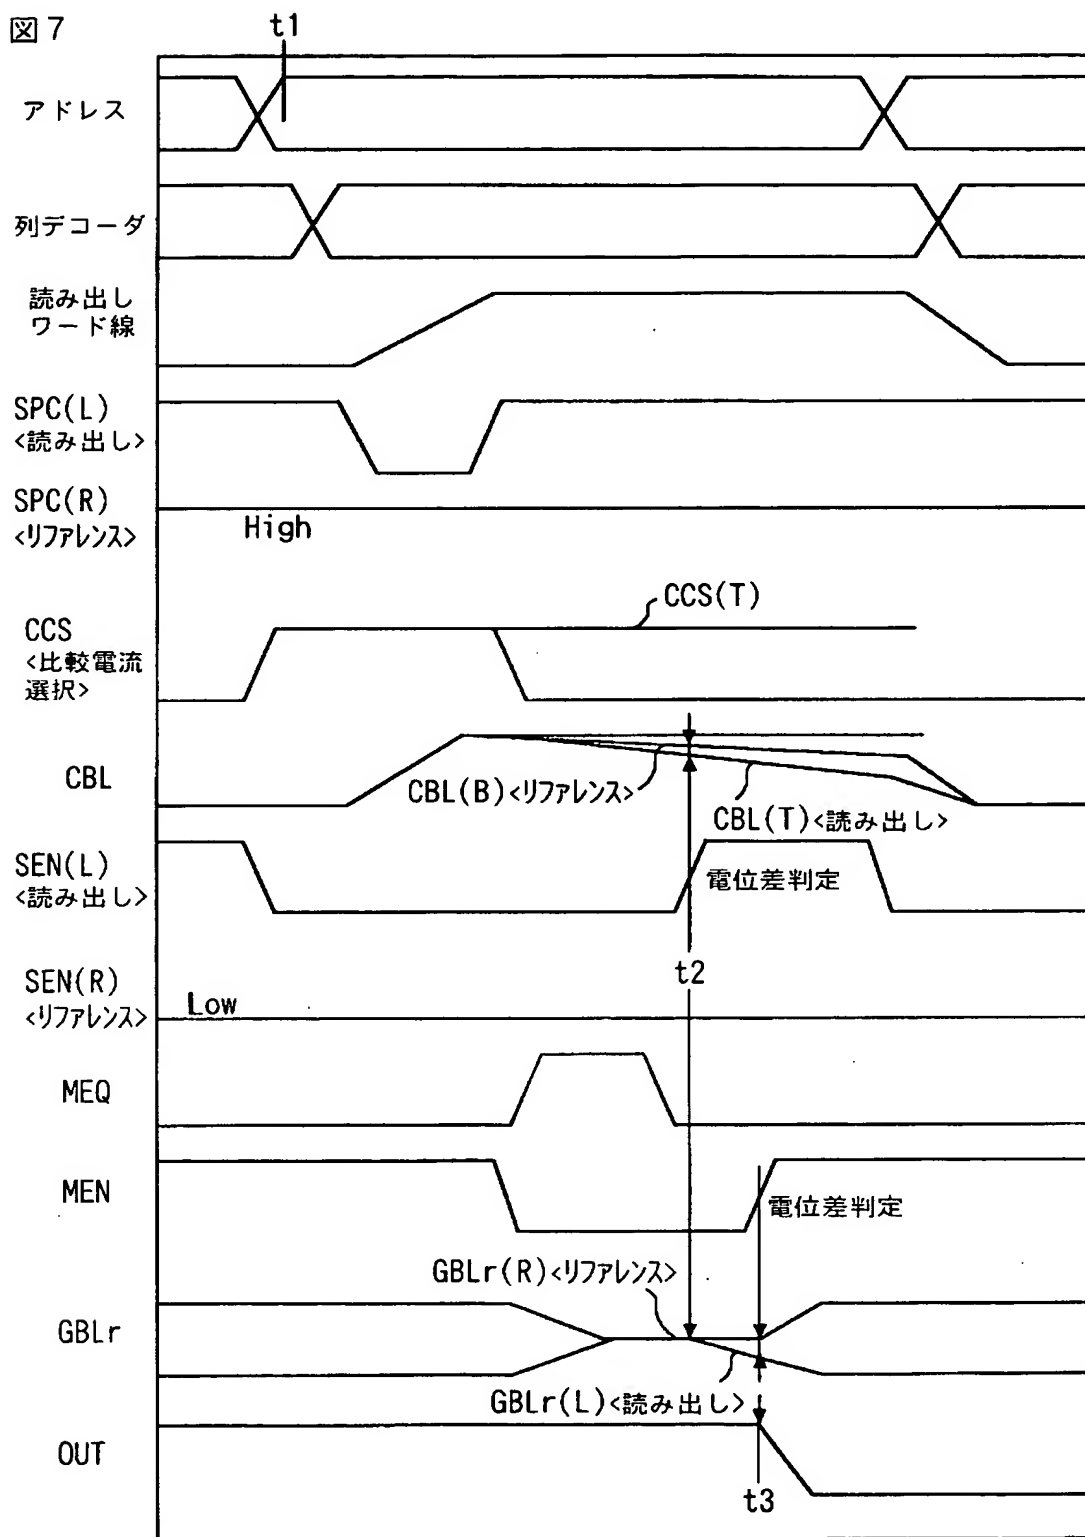 図7
t1
アドレス
列デコーダ
読み出し
ワード線
SPC(L)
<読み出し>
SPC(R)
<リファレンス>
High
CCS(T)
CCS
<比較電流
選択>
CBL
CBL(B)<リファレンス>
CBL(T)<読み出し>
SEN(L)
<読み出し>
電位差判定
t2
SEN(R)
<リファレンス>
Low
MEQ
MEN
電位差判定
GBLr(R)<リファレンス>
GBLr
GBLr(L)<読み出し>
OUT
t3